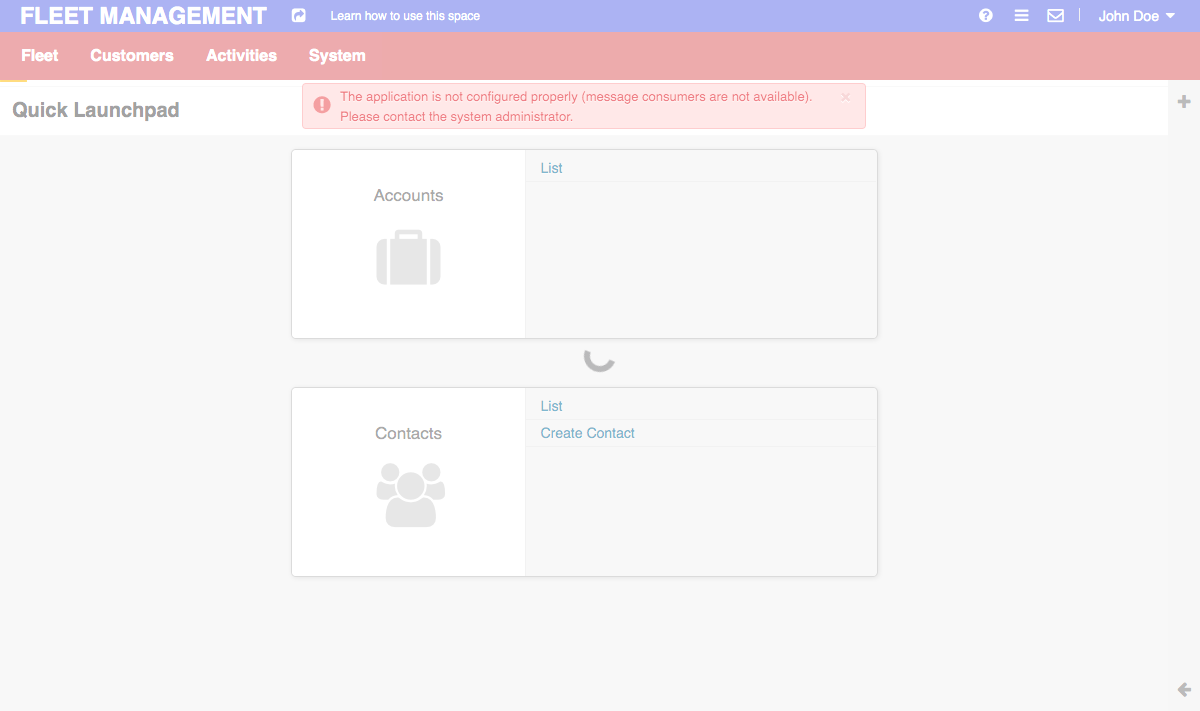 FLEET MANAGEMENT
Learn how to use this space
John Doe
Fleet
Customers
Activities
System
Quick Launchpad
The application is not configured properly (message consumers are not available).
Please contact the system administrator.
Accounts
List
Contacts
List
Create Contact